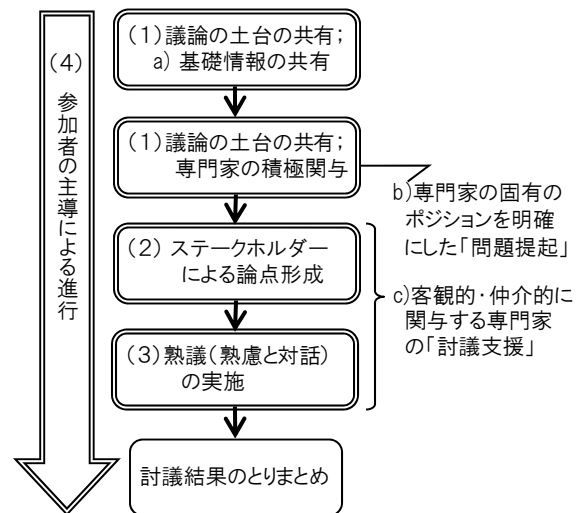 (4)
参加者の主導による進行
(1)議論の土台の共有;
a) 基礎情報の共有
(1)議論の土台の共有;
専門家の積極関与
b)専門家の固有の
ポジションを明確
にした「問題提起」
(2) ステークホルダー
による論点形成
c)客観的・仲介的に
関与する専門家
の「討議支援」
(3) 熟議(熟慮と対話)
の実施
討議結果のとりまとめ